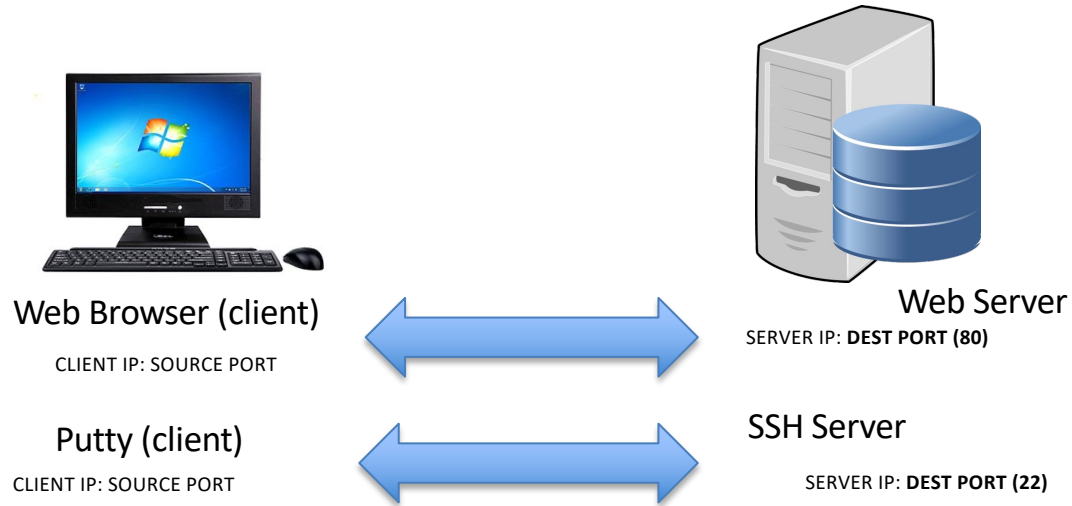 Web Browser (client)
CLIENT IP: SOURCE PORT
Web Server
SERVER IP: DEST PORT (80)
Putty (client)
CLIENT IP: SOURCE PORT
SSH Server
SERVER IP: DEST PORT (22)